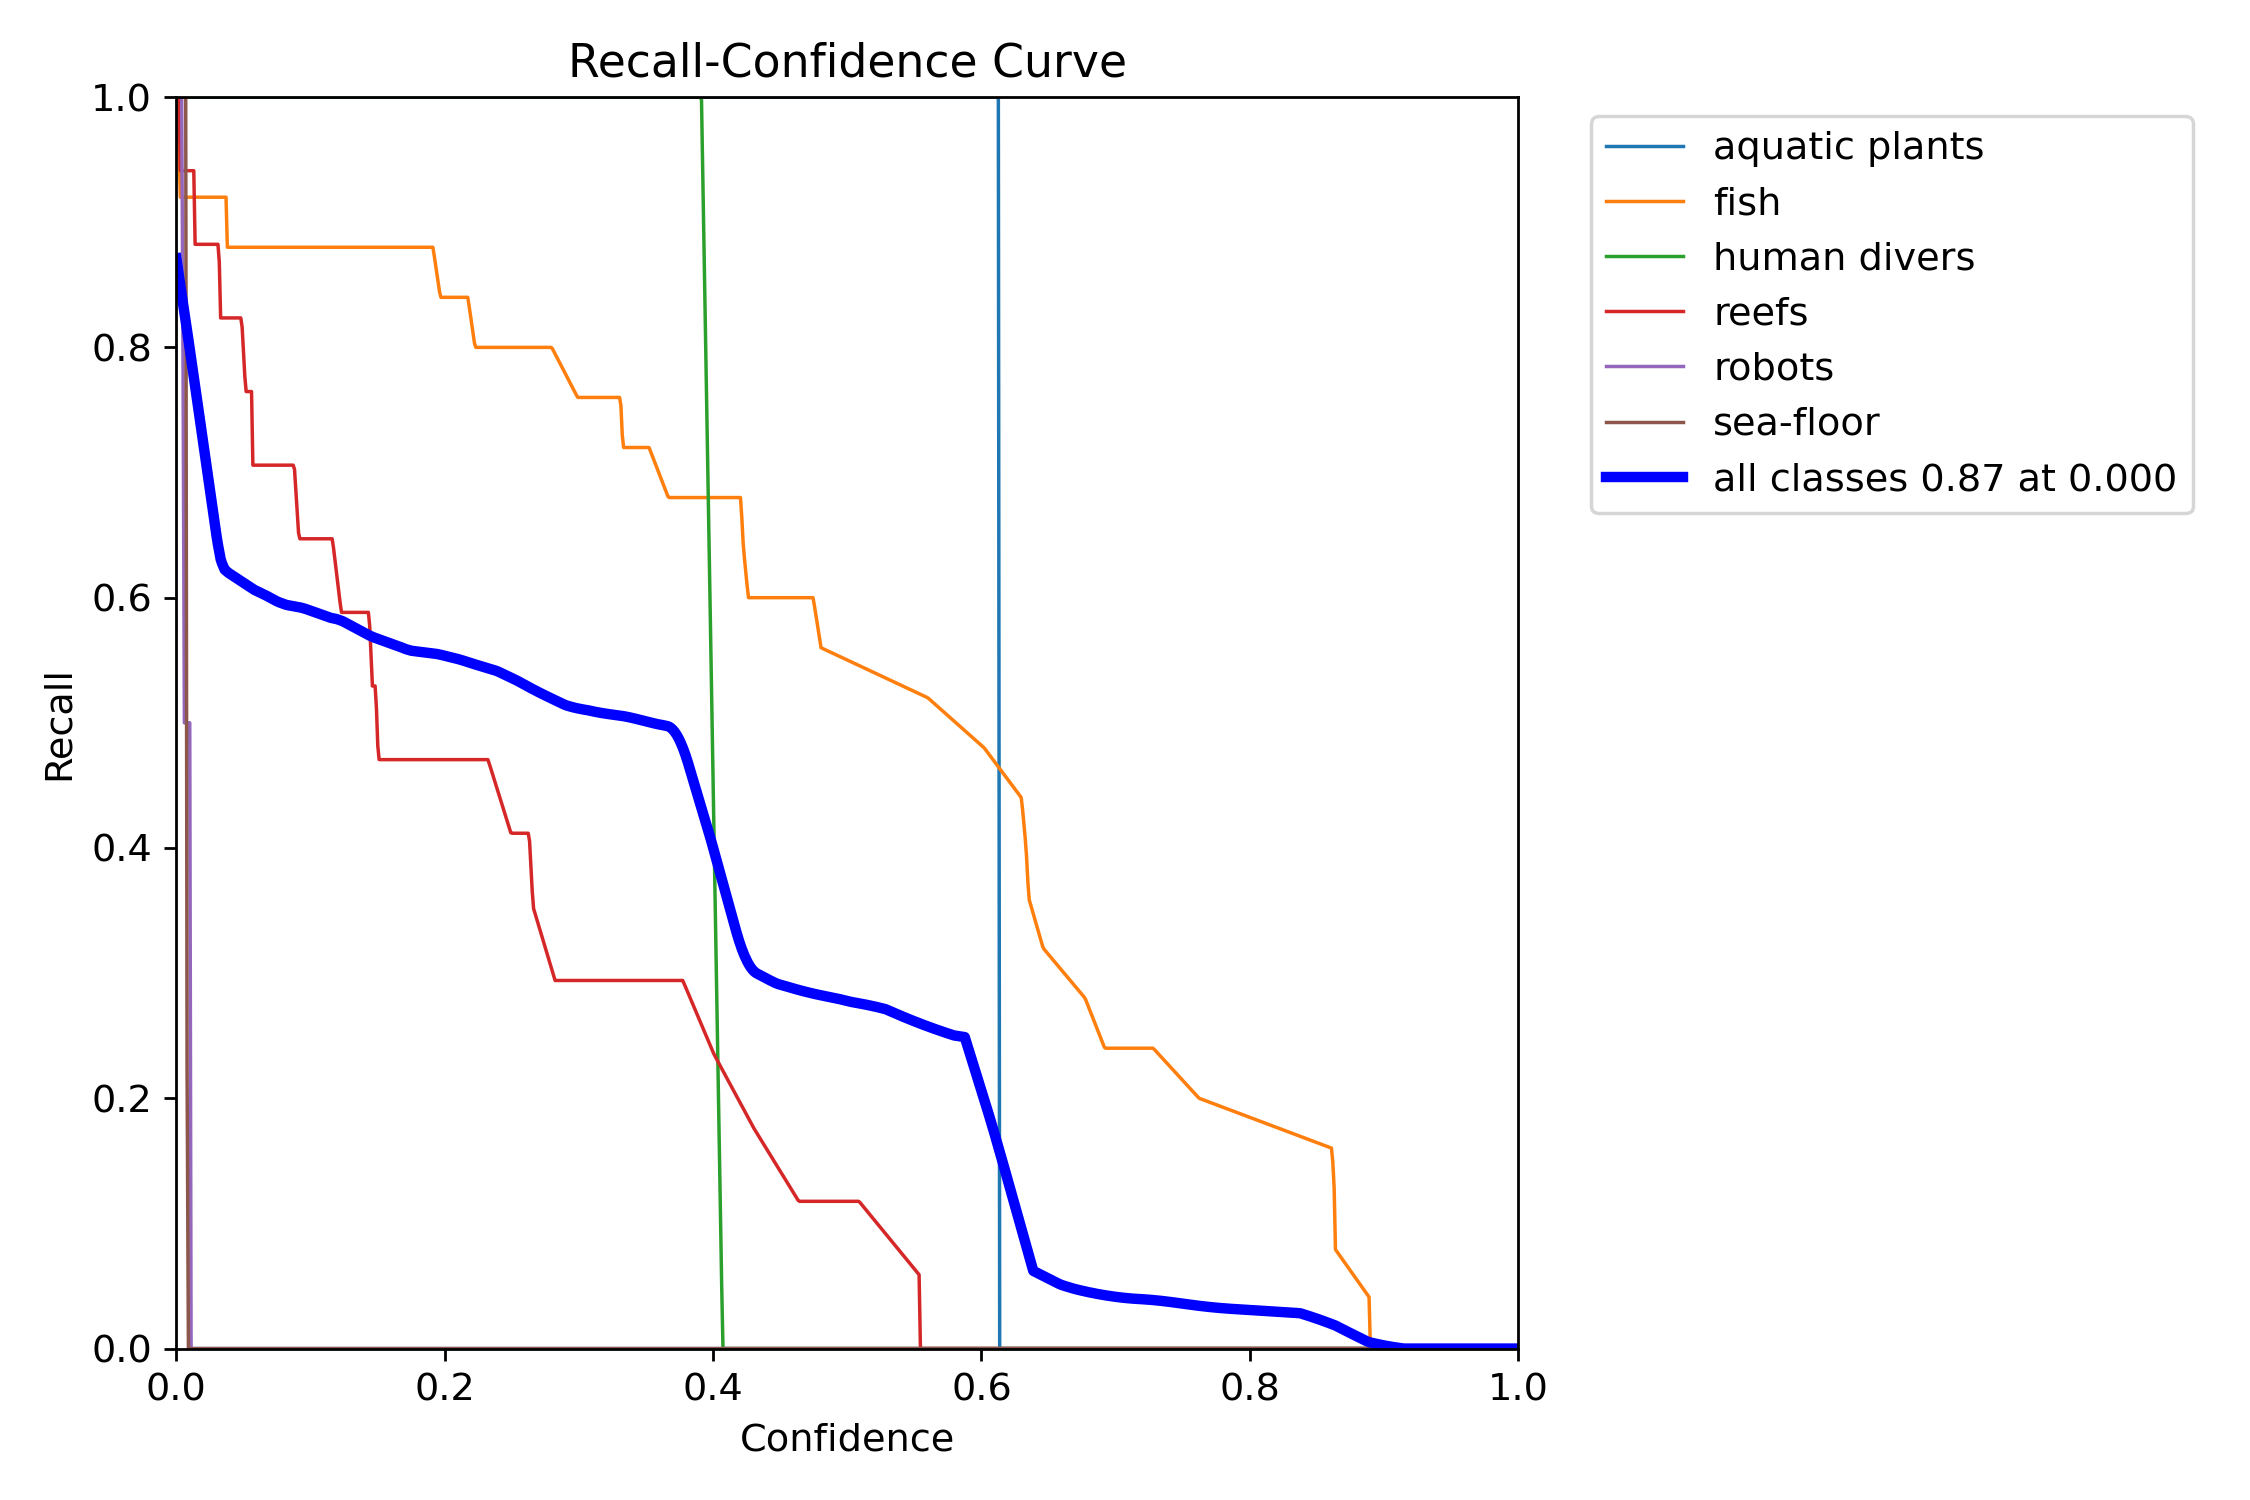 Recall-Confidence Curve
1.0
0.8
0.6
0.4
0.2
0.0
Recall
0.0 0.2 0.4 0.6 0.8 1.0
Confidence
aquatic plants
fish
human divers
reefs
robots
sea-floor
all classes 0.87 at 0.000